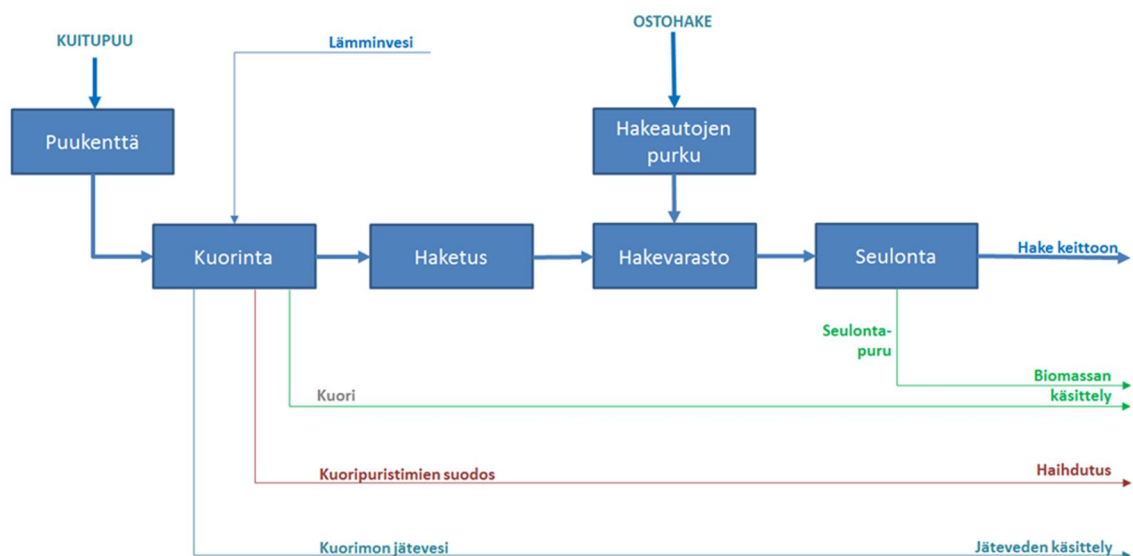 OSTOHAKE
KUITUPUU
Lämminvesi
Puukenttä
Hakeautojen
purku
Kuorinta
Haketus
Hakevarasto
Seulonta
Hake keittoon
Seulonta-
puru
Biomassan
käsittely
Kuori
Kuoripuristimien suodos
Haihdutus
Kuorimon jätevesi
Jäteveden käsittely